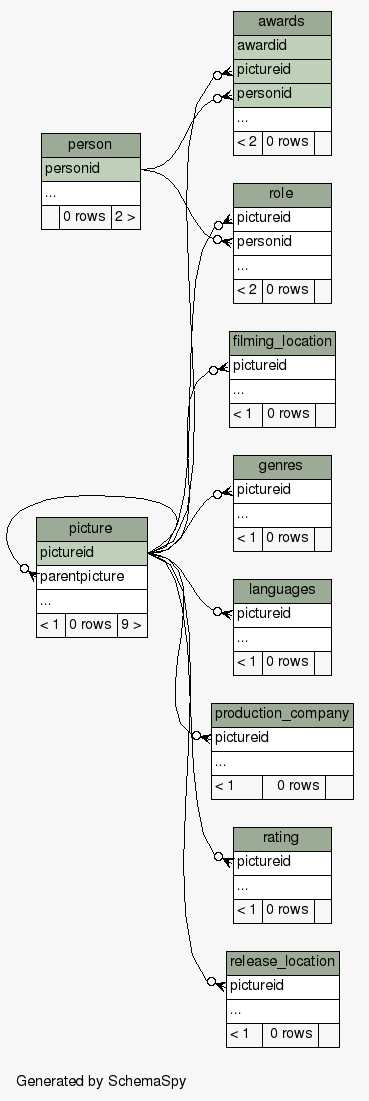 awards
awardid
pictureid
personid
...
< 2 0 rows
person
personid
...
0 rows 2 >
role
pictureid
personid
...
< 2 0 rows
filming_location
pictureid
...
< 1 0 rows
genres
pictureid
...
< 1 0 rows
picture
pictureid
parentpicture
...
< 1 0 rows 9 >
languages
pictureid
...
< 1 0 rows
production_company
pictureid
...
< 1 0 rows
rating
pictureid
...
< 1 0 rows
release_location
pictureid
...
< 1 0 rows
Generated by SchemaSpy